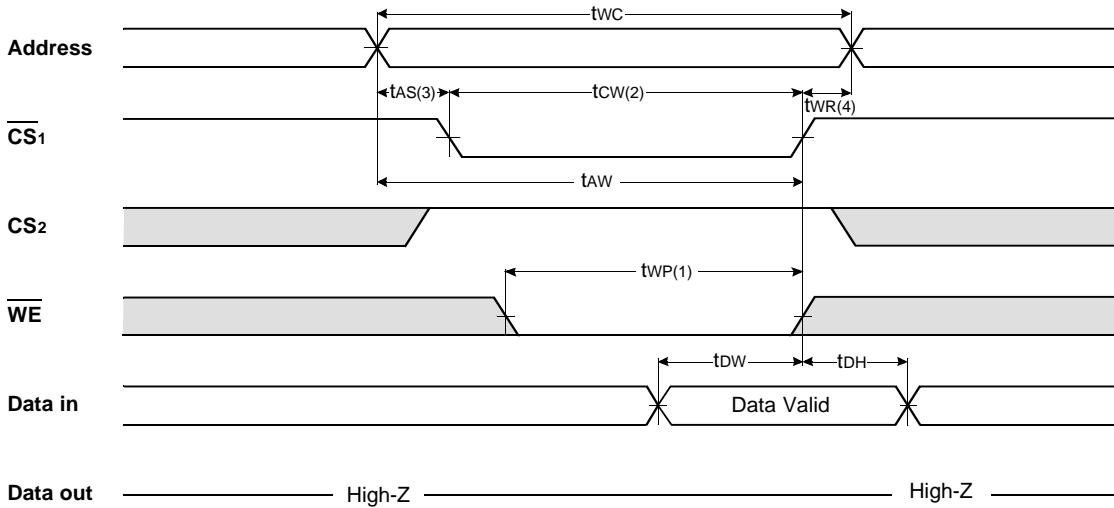 tWC
Address
tAS(3) tCW(2) tWR(4)
CS1
tAW
CS2
tWP(1)
WE
tDW tDH
Data in Data Valid
Data out High-Z High-Z